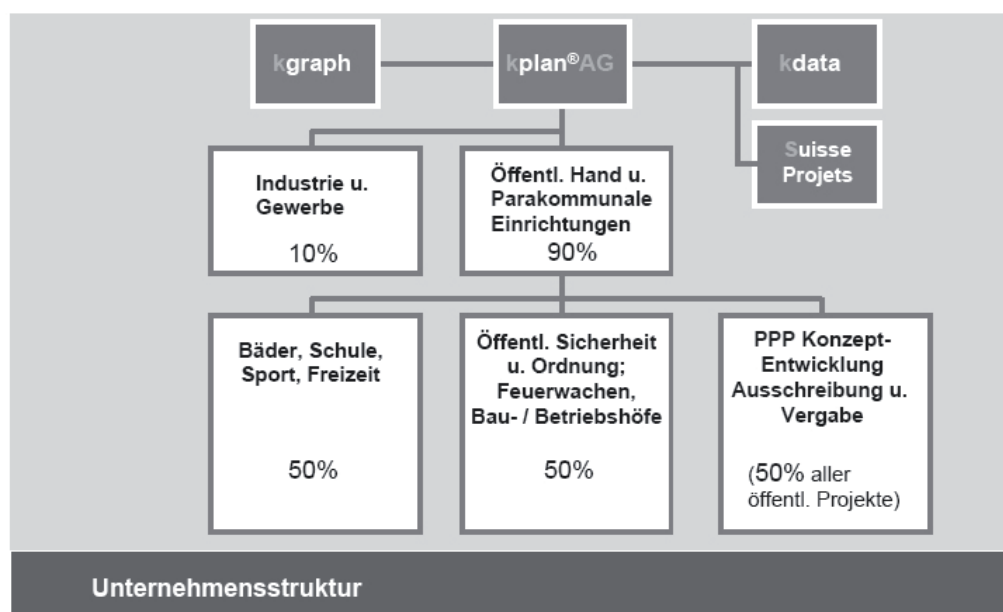 kgraph
kplan®AG
kdata
Suisse
Projets
Industrie u.
Gewerbe
10%
Öffentl. Hand u.
Parakommunale
Einrichtungen
90%
Bäder, Schule,
Sport, Freizeit
50%
Öffentl. Sicherheit
u. Ordnung;
Feuerwachen,
Bau- / Betriebshöfe
50%
PPP Konzept-
Entwicklung
Ausschreibung u.
Vergabe
(50% aller
öffentl. Projekte)
Unternehmensstruktur